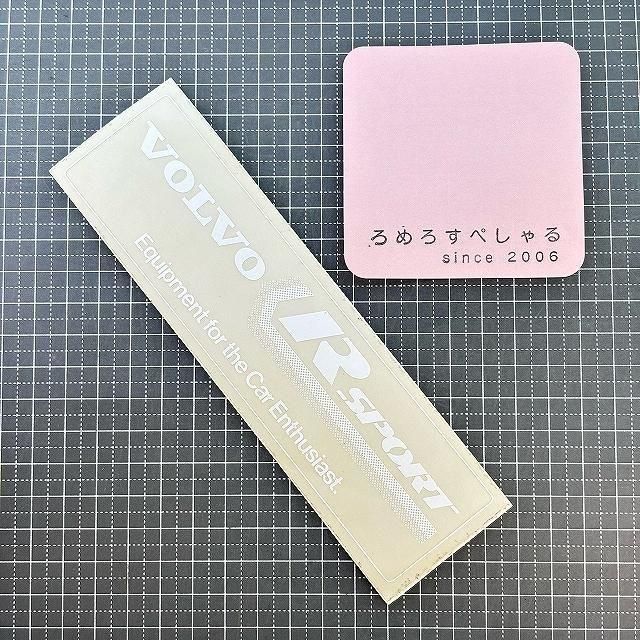 VOLVO
R SPORT
Equipment for the Car Enthusiast.
ろめろすぺしゃる
since 2006